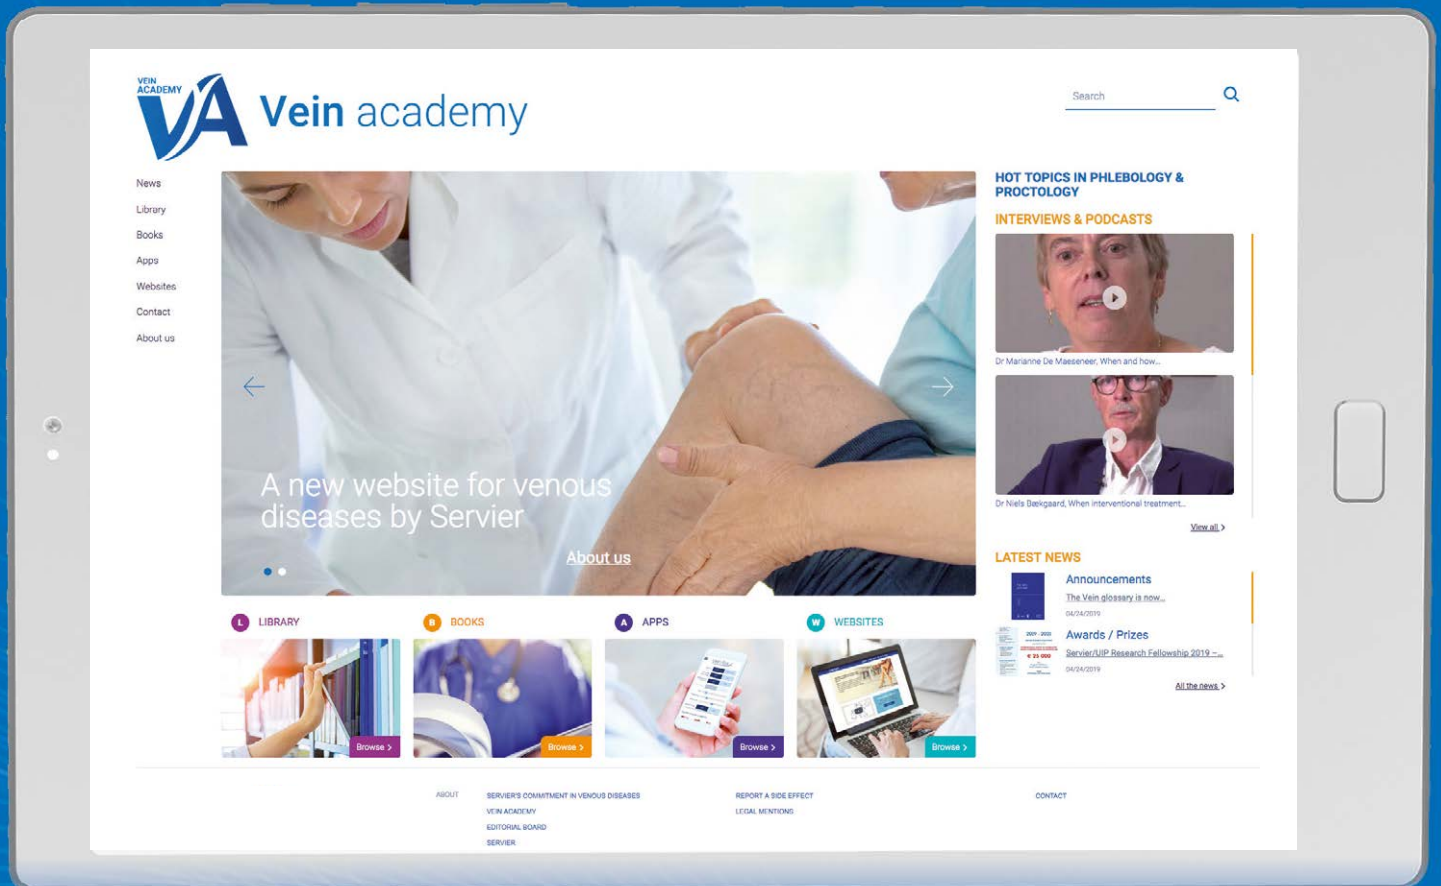 VEIN
ACADEMY
VA
Vein academy
Search
News
Library
Books
Apps
Websites
Contact
About us
A new website for venous
diseases by Servier
About us
HOT TOPICS IN PHLEBOLOGY &
PROCTOLOGY
INTERVIEWS & PODCASTS
Dr Marianne De Maeseneer, When and how...
Dr Niels Bækgaard, When interventional treatment...
View all >
LATEST NEWS
Announcements
The Vein glossary is now...
04/24/2019
2019 - 2020
€ 25 000
Awards / Prizes
Servier/UIP Research Fellowship 2019 –...
04/24/2019
All the news >
L LIBRARY
B BOOKS
A APPS
W WEBSITES
Browse >
Browse >
Browse >
Browse >
ABOUT
SERVIER'S COMMITMENT IN VENOUS DISEASES
VEIN ACADEMY
EDITORIAL BOARD
SERVIER
REPORT A SIDE EFFECT
LEGAL MENTIONS
CONTACT